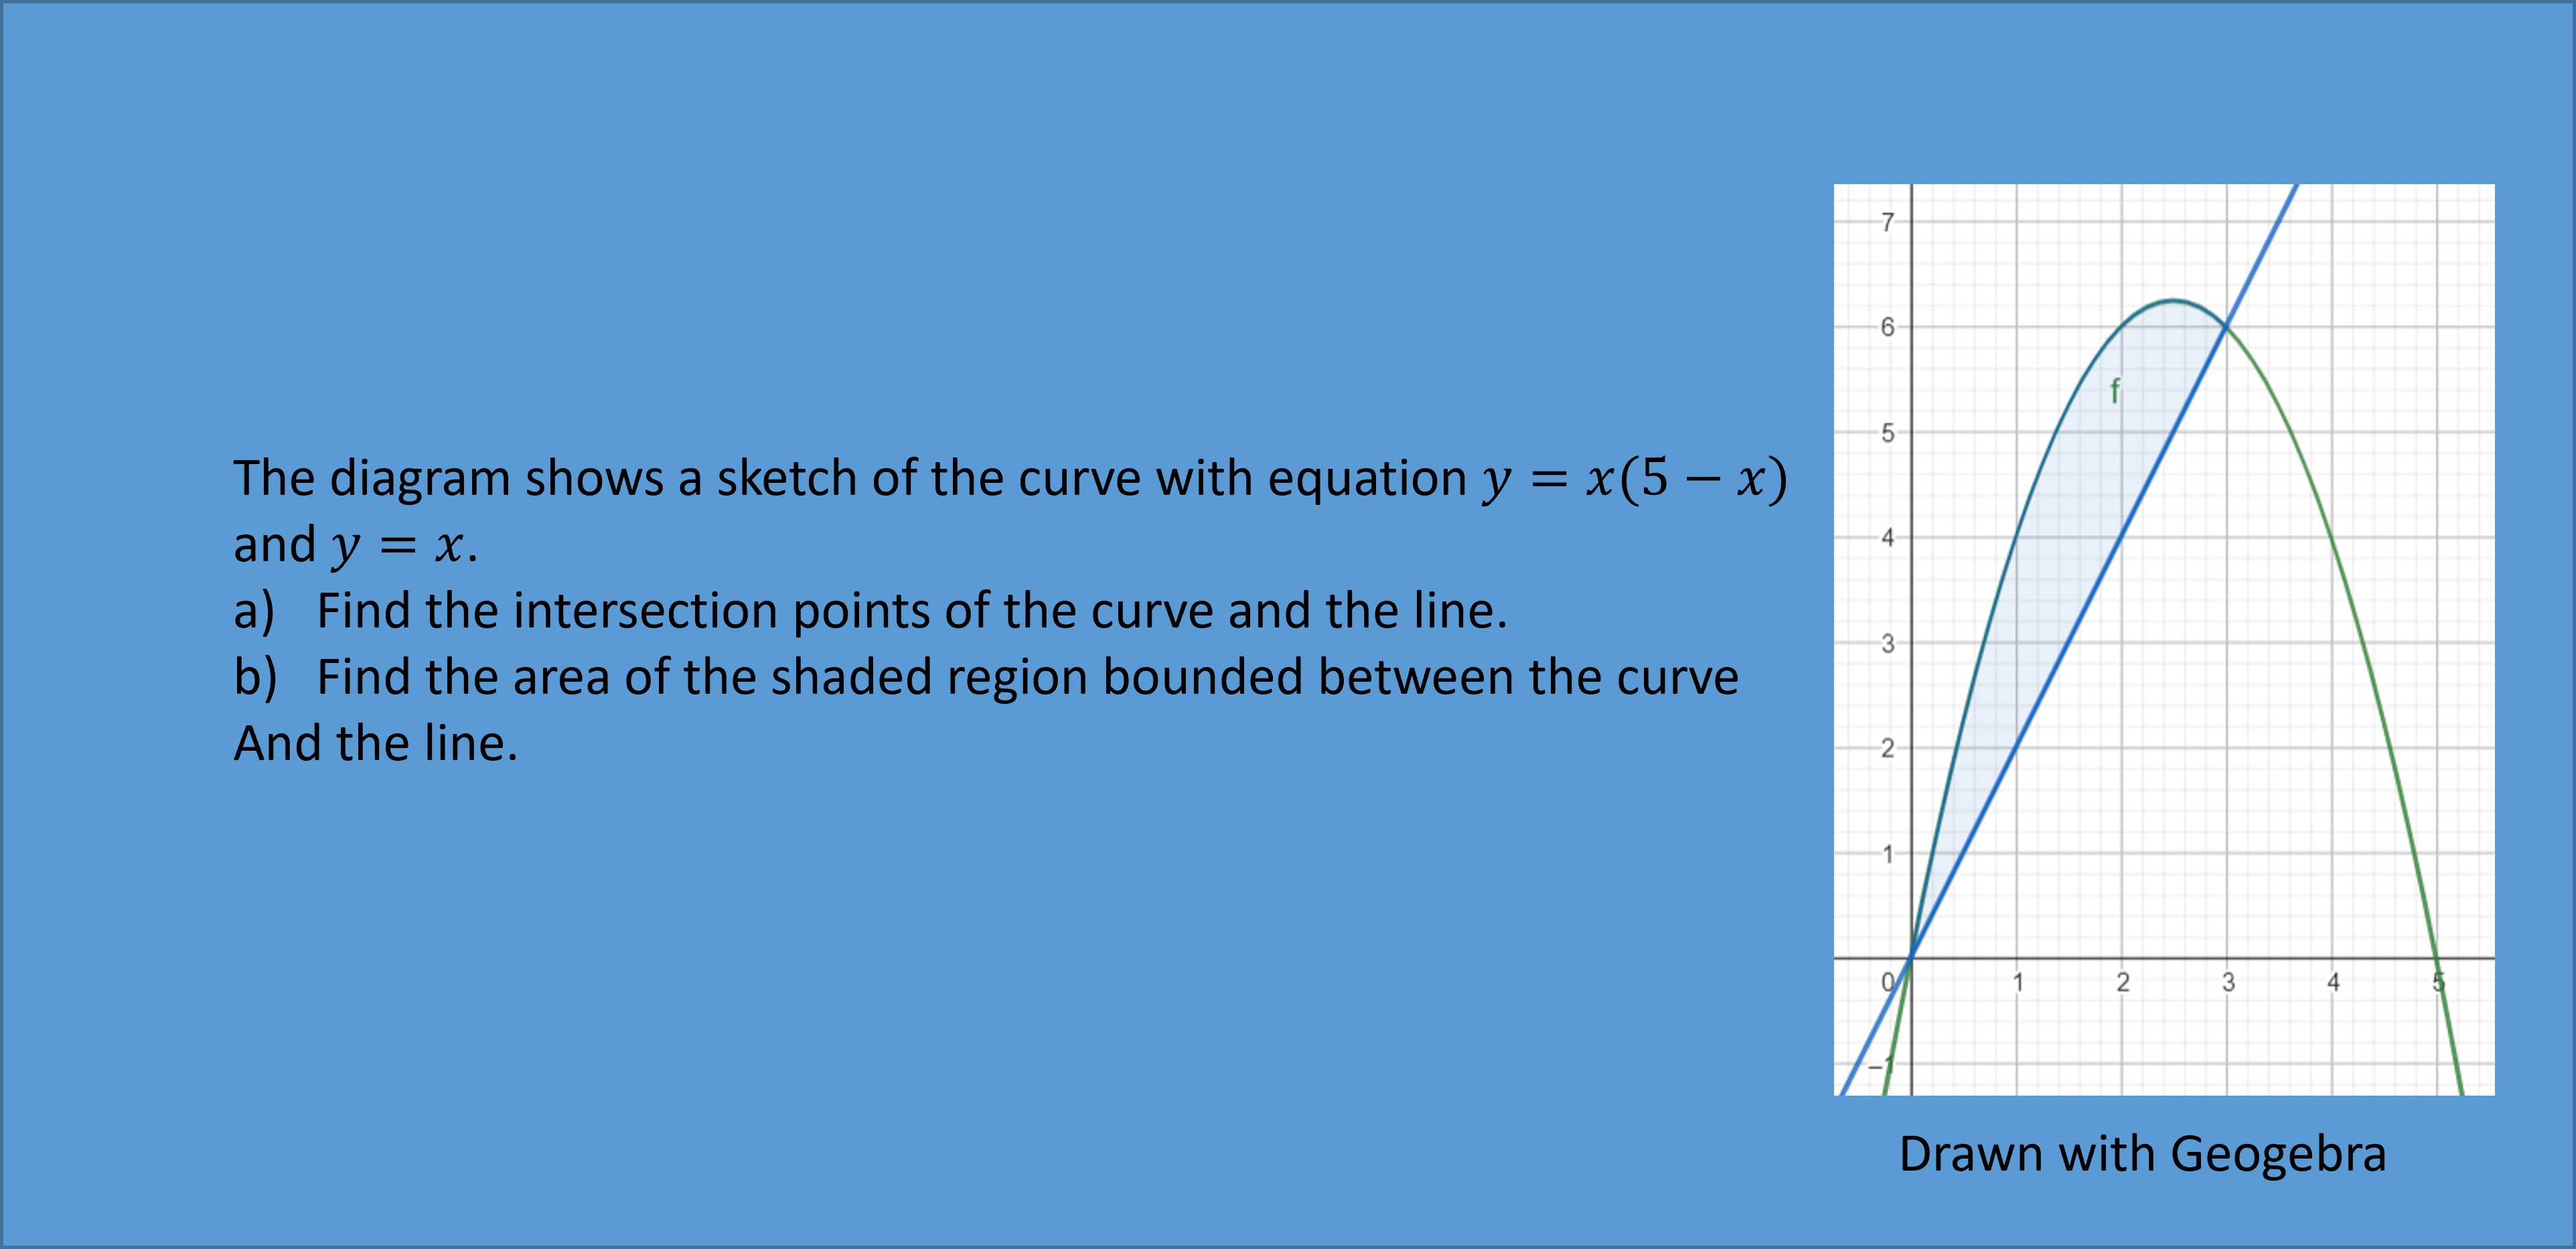 The diagram shows a sketch of the curve with equation 𝑦 = 𝑥(5 − 𝑥)
and 𝑦 = 𝑥.
a) Find the intersection points of the curve and the line.
b) Find the area of the shaded region bounded between the curve
And the line.
7
6
f
5
4
3
2
1
0 1 2 3 4 5
−1
Drawn with Geogebra